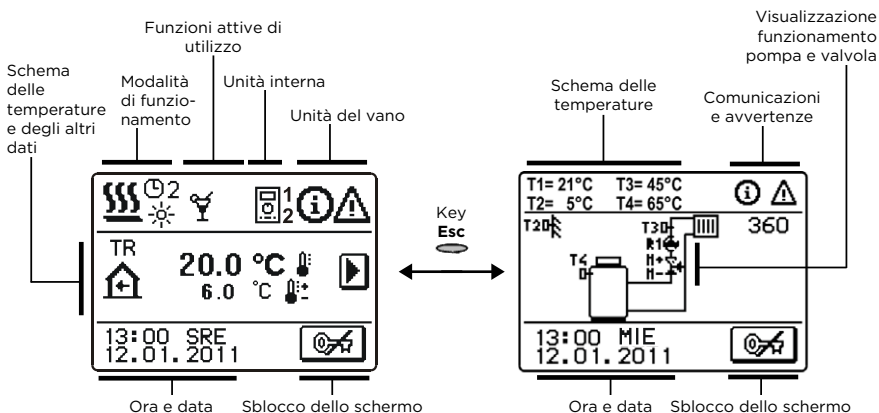 Funzioni attive di
utilizzo
Schema
delle
temperature
e degli altri
dati
Modalità
di funzio-
namento
Unità interna
Unità del vano
Visualizzazione
funzionamento
pompa e valvola
Schema delle
temperature
Comunicazioni
e avvertenze
2
1
2
TR
20.0 °C
6.0 °C
13:00 SRE
12.01.2011
Key
Esc
T1= 21°C T3= 45°C
T2= 5°C T4= 65°C
T2
T3
360
R1
T4
M+
M-
13:00 MIE
12.01.2011
Ora e data
Sblocco dello schermo
Ora e data
Sblocco dello schermo